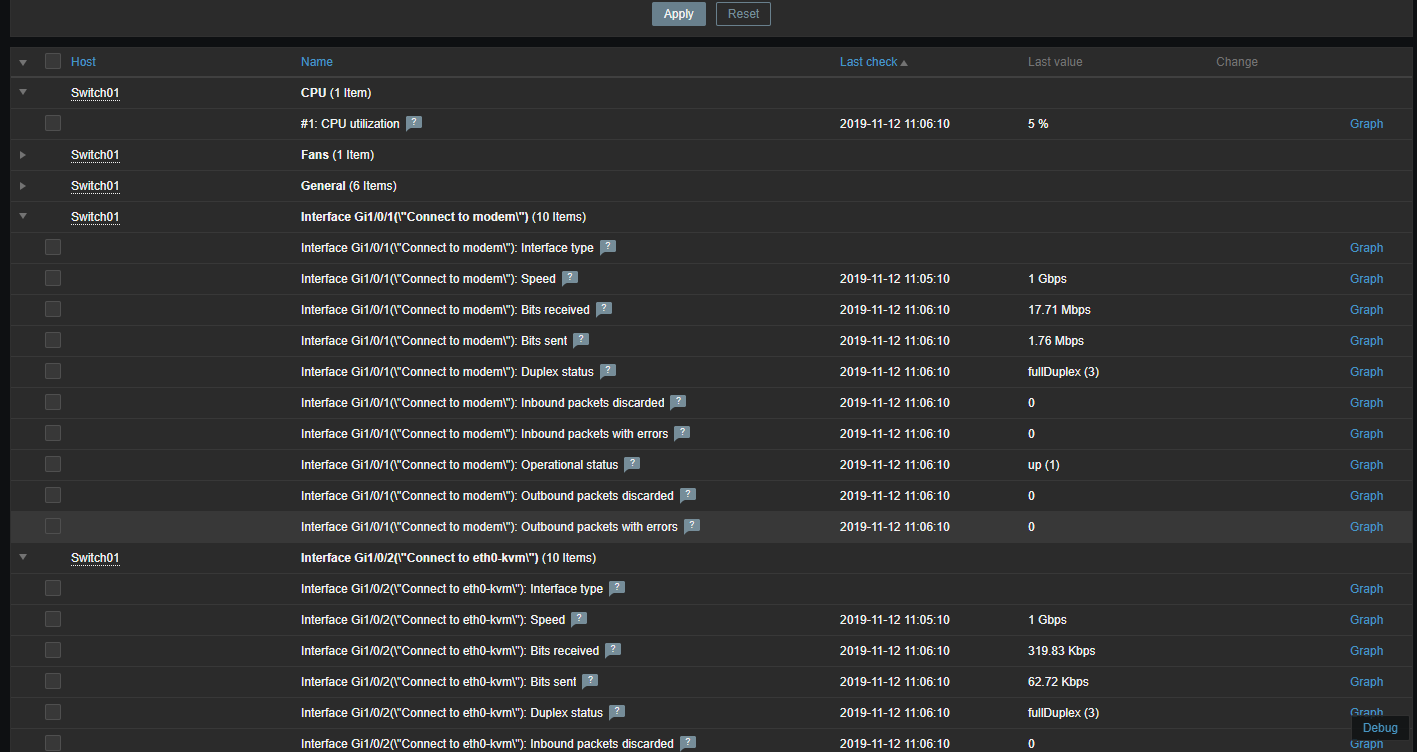 Apply Reset
Host Name Last check Last value Change
Switch01 CPU (1 Item)
#1: CPU utilization ? 2019-11-12 11:06:10 5 % Graph
Switch01 Fans (1 Item)
Switch01 General (6 Items)
Switch01 Interface Gi1/0/1(\"Connect to modem\") (10 Items)
Interface Gi1/0/1(\"Connect to modem\"): Interface type ? Graph
Interface Gi1/0/1(\"Connect to modem\"): Speed ? 2019-11-12 11:05:10 1 Gbps Graph
Interface Gi1/0/1(\"Connect to modem\"): Bits received ? 2019-11-12 11:06:10 17.71 Mbps Graph
Interface Gi1/0/1(\"Connect to modem\"): Bits sent ? 2019-11-12 11:06:10 1.76 Mbps Graph
Interface Gi1/0/1(\"Connect to modem\"): Duplex status ? 2019-11-12 11:06:10 fullDuplex (3) Graph
Interface Gi1/0/1(\"Connect to modem\"): Inbound packets discarded ? 2019-11-12 11:06:10 0 Graph
Interface Gi1/0/1(\"Connect to modem\"): Inbound packets with errors ? 2019-11-12 11:06:10 0 Graph
Interface Gi1/0/1(\"Connect to modem\"): Operational status ? 2019-11-12 11:06:10 up (1) Graph
Interface Gi1/0/1(\"Connect to modem\"): Outbound packets discarded ? 2019-11-12 11:06:10 0 Graph
Interface Gi1/0/1(\"Connect to modem\"): Outbound packets with errors ? 2019-11-12 11:06:10 0 Graph
Switch01 Interface Gi1/0/2(\"Connect to eth0-kvm\") (10 Items)
Interface Gi1/0/2(\"Connect to eth0-kvm\"): Interface type ? Graph
Interface Gi1/0/2(\"Connect to eth0-kvm\"): Speed ? 2019-11-12 11:05:10 1 Gbps Graph
Interface Gi1/0/2(\"Connect to eth0-kvm\"): Bits received ? 2019-11-12 11:06:10 319.83 Kbps Graph
Interface Gi1/0/2(\"Connect to eth0-kvm\"): Bits sent ? 2019-11-12 11:06:10 62.72 Kbps Graph
Interface Gi1/0/2(\"Connect to eth0-kvm\"): Duplex status ? 2019-11-12 11:06:10 fullDuplex (3) Graph
Debug
Interface Gi1/0/2(\"Connect to eth0-kvm\"): Inbound packets discarded ? 2019-11-12 11:06:10 0 Graph